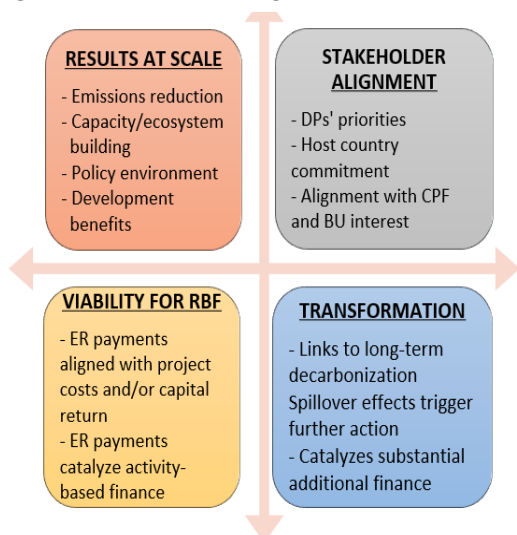 RESULTS AT SCALE
- Emissions reduction
- Capacity/ecosystem
building
- Policy environment
- Development
benefits
STAKEHOLDER
ALIGNMENT
- DPs' priorities
- Host country
commitment
- Alignment with CPF
and BU interest
VIABILITY FOR RBF
- ER payments
aligned with project
costs and/or capital
return
- ER payments
catalyze activity-
based finance
TRANSFORMATION
- Links to long-term
decarbonization
Spillover effects trigger
further action
- Catalyzes substantial
additional finance